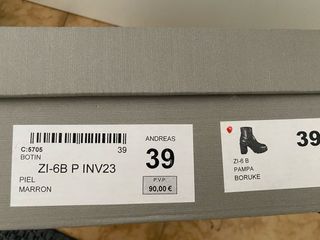 C:5705
39
BOTIN
ZI-6B P INV23
PIEL
MARRON
ANDREAS
39
P.V.P.
90,00 €
39
ZI-6 B
PAMPA
BORUKE